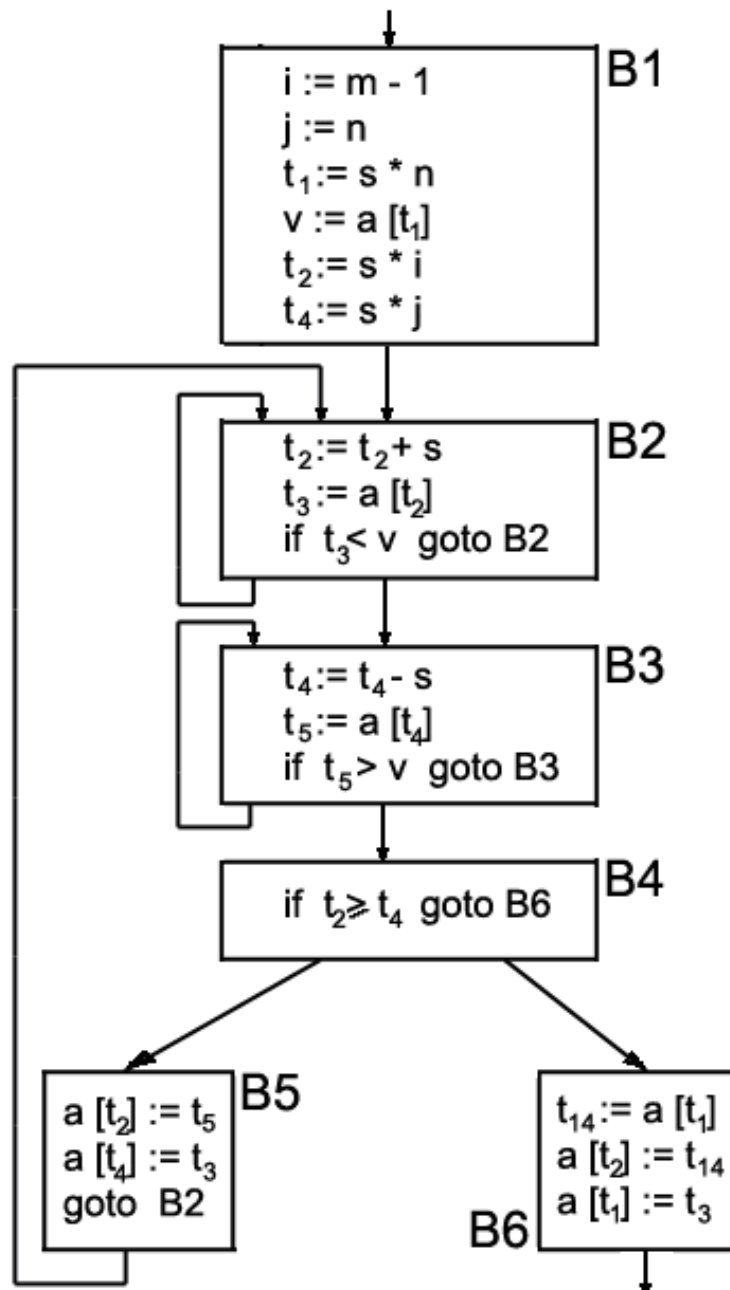 B1
i := m - 1
j := n
t₁:= s * n
v := a [t₁]
t₂:= s * i
t₄:= s * j
B2
t₂:= t₂+ s
t₃:= a [t₂]
if t₃< v goto B2
B3
t₄:= t₄- s
t₅:= a [t₄]
if t₅> v goto B3
B4
if t₂⩾ t₄ goto B6
B5
a [t₂] := t₅
a [t₄] := t₃
goto B2
t₁₄:= a [t₁]
a [t₂] := t₁₄
a [t₁] := t₃
B6